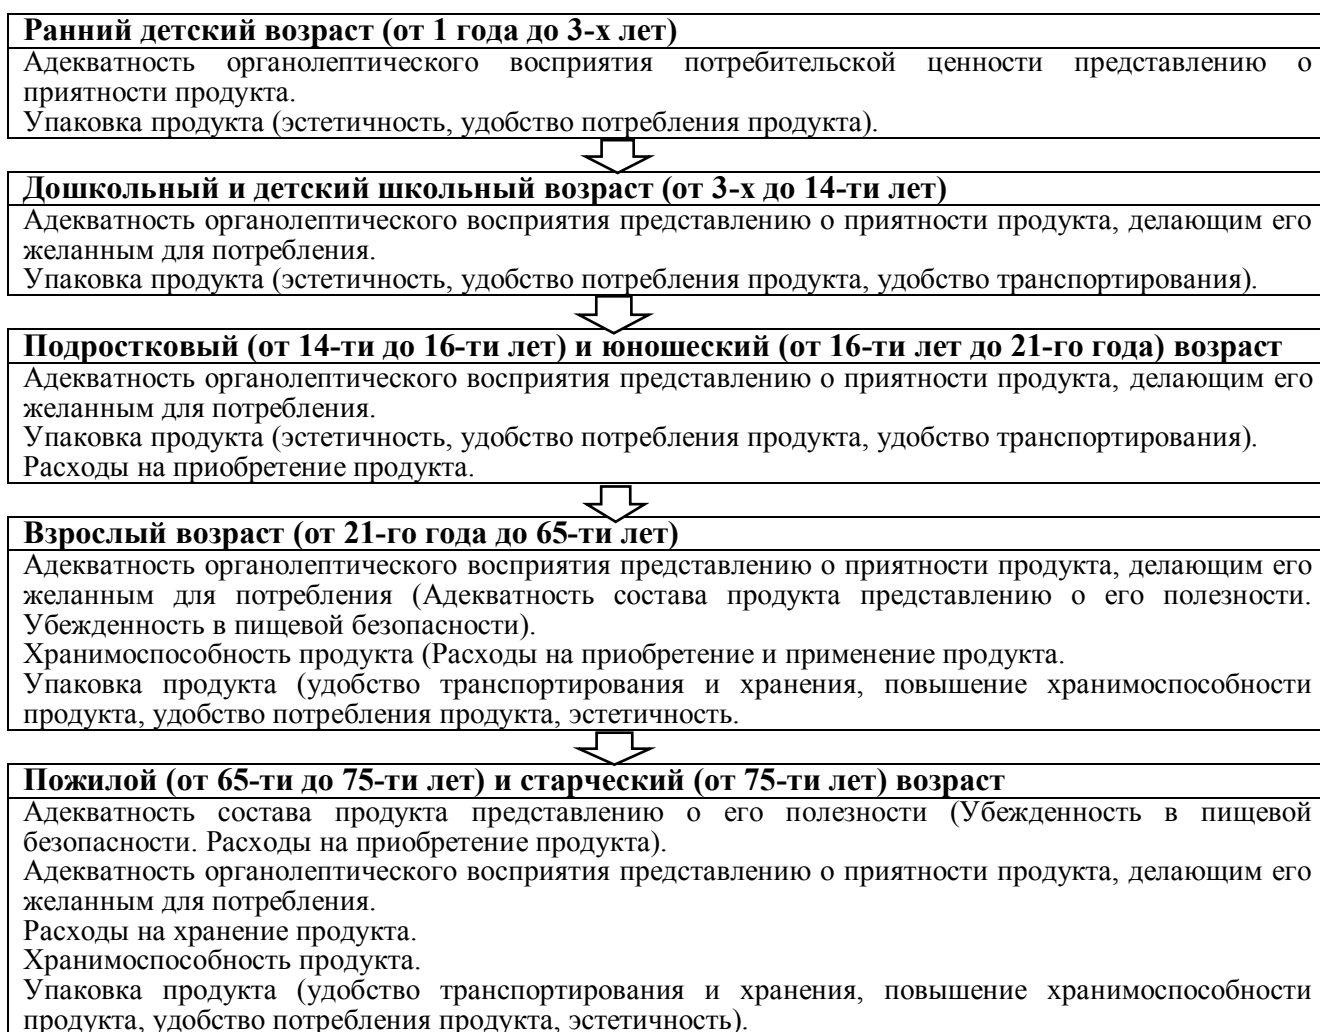 Ранний детский возраст (от 1 года до 3-х лет)
Адекватность органолептического восприятия потребительской ценности представлению о
приятности продукта.
Упаковка продукта (эстетичность, удобство потребления продукта).
Дошкольный и детский школьный возраст (от 3-х до 14-ти лет)
Адекватность органолептического восприятия представлению о приятности продукта, делающим его
желанным для потребления.
Упаковка продукта (эстетичность, удобство потребления продукта, удобство транспортирования).
Подростковый (от 14-ти до 16-ти лет) и юношеский (от 16-ти лет до 21-го года) возраст
Адекватность органолептического восприятия представлению о приятности продукта, делающим его
желанным для потребления.
Упаковка продукта (эстетичность, удобство потребления продукта, удобство транспортирования).
Расходы на приобретение продукта.
Взрослый возраст (от 21-го года до 65-ти лет)
Адекватность органолептического восприятия представлению о приятности продукта, делающим его
желанным для потребления (Адекватность состава продукта представлению о его полезности.
Убежденность в пищевой безопасности).
Хранимоспособность продукта (Расходы на приобретение и применение продукта.
Упаковка продукта (удобство транспортирования и хранения, повышение хранимоспособности
продукта, удобство потребления продукта, эстетичность.
Пожилой (от 65-ти до 75-ти лет) и старческий (от 75-ти лет) возраст
Адекватность состава продукта представлению о его полезности (Убежденность в пищевой
безопасности. Расходы на приобретение продукта).
Адекватность органолептического восприятия представлению о приятности продукта, делающим его
желанным для потребления.
Расходы на хранение продукта.
Хранимоспособность продукта.
Упаковка продукта (удобство транспортирования и хранения, повышение хранимоспособности
продукта, удобство потребления продукта, эстетичность).